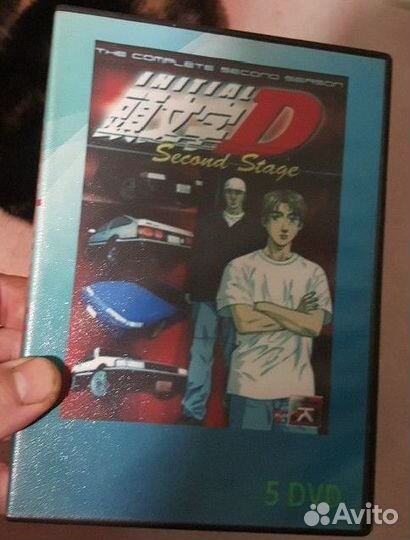 THE COMPLETE SECOND SEASON
INITIAL
頭文字D
Second Stage
5 DVD
Avito